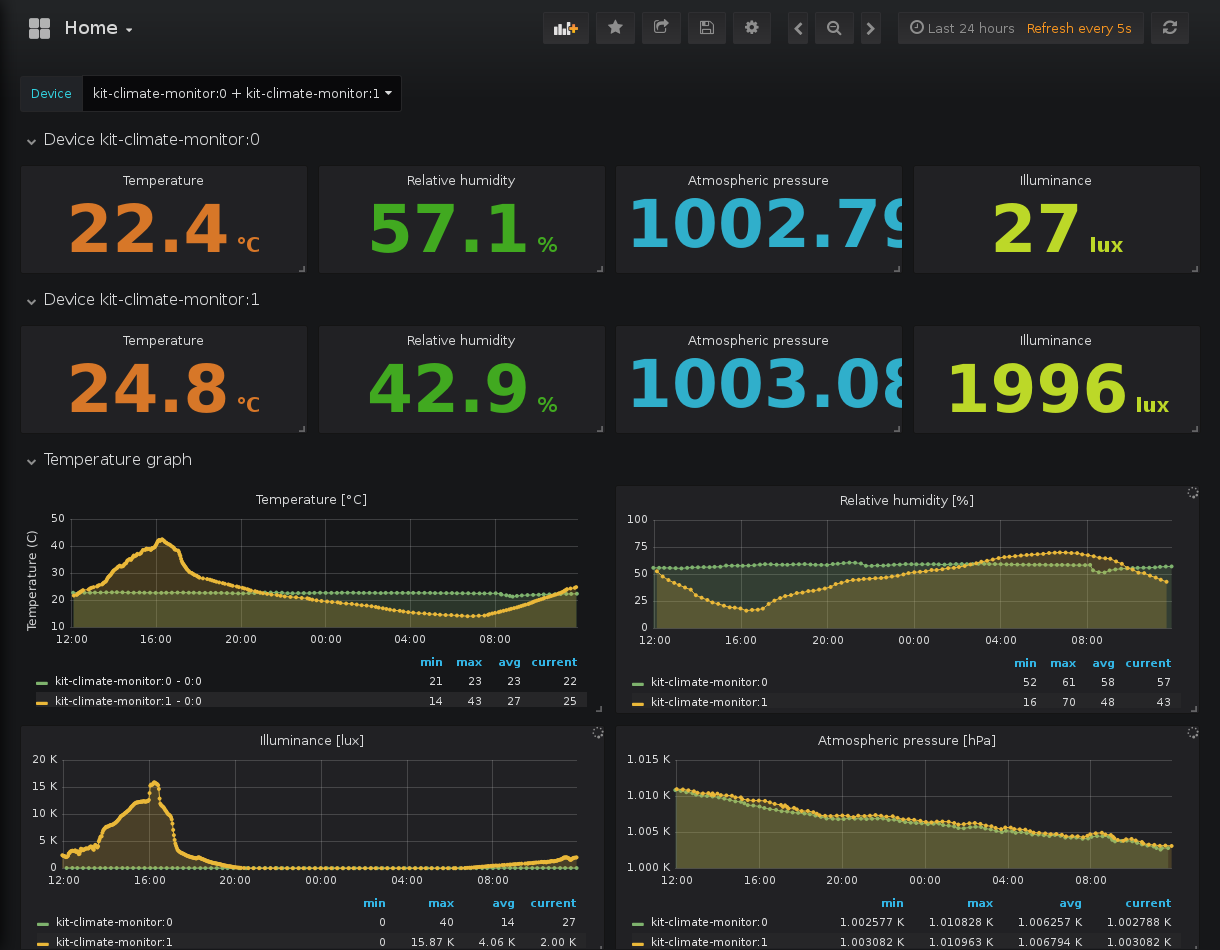 Home
Last 24 hours Refresh every 5s
Device kit-climate-monitor:0 + kit-climate-monitor:1
Device kit-climate-monitor:0
Temperature Relative humidity Atmospheric pressure Illuminance
22.4 °C 57.1 % 1002.79 27 lux
Device kit-climate-monitor:1
Temperature Relative humidity Atmospheric pressure Illuminance
24.8 °C 42.9 % 1003.08 1996 lux
Temperature graph
Temperature [°C]
Temperature (C)
50
40
30
20
10
12:00 16:00 20:00 00:00 04:00 08:00
min max avg current
kit-climate-monitor:0 - 0:0 21 23 23 22
kit-climate-monitor:1 - 0:0 14 43 27 25
Relative humidity [%]
100
75
50
25
0
12:00 16:00 20:00 00:00 04:00 08:00
min max avg current
kit-climate-monitor:0 52 61 58 57
kit-climate-monitor:1 16 70 48 43
Illuminance [lux]
20 K
15 K
10 K
5 K
0
12:00 16:00 20:00 00:00 04:00 08:00
min max avg current
kit-climate-monitor:0 0 40 14 27
kit-climate-monitor:1 0 15.87 K 4.06 K 2.00 K
Atmospheric pressure [hPa]
1.015 K
1.010 K
1.005 K
1.000 K
12:00 16:00 20:00 00:00 04:00 08:00
min max avg current
kit-climate-monitor:0 1.002577 K 1.010828 K 1.006257 K 1.002788 K
kit-climate-monitor:1 1.003082 K 1.010963 K 1.006794 K 1.003082 K